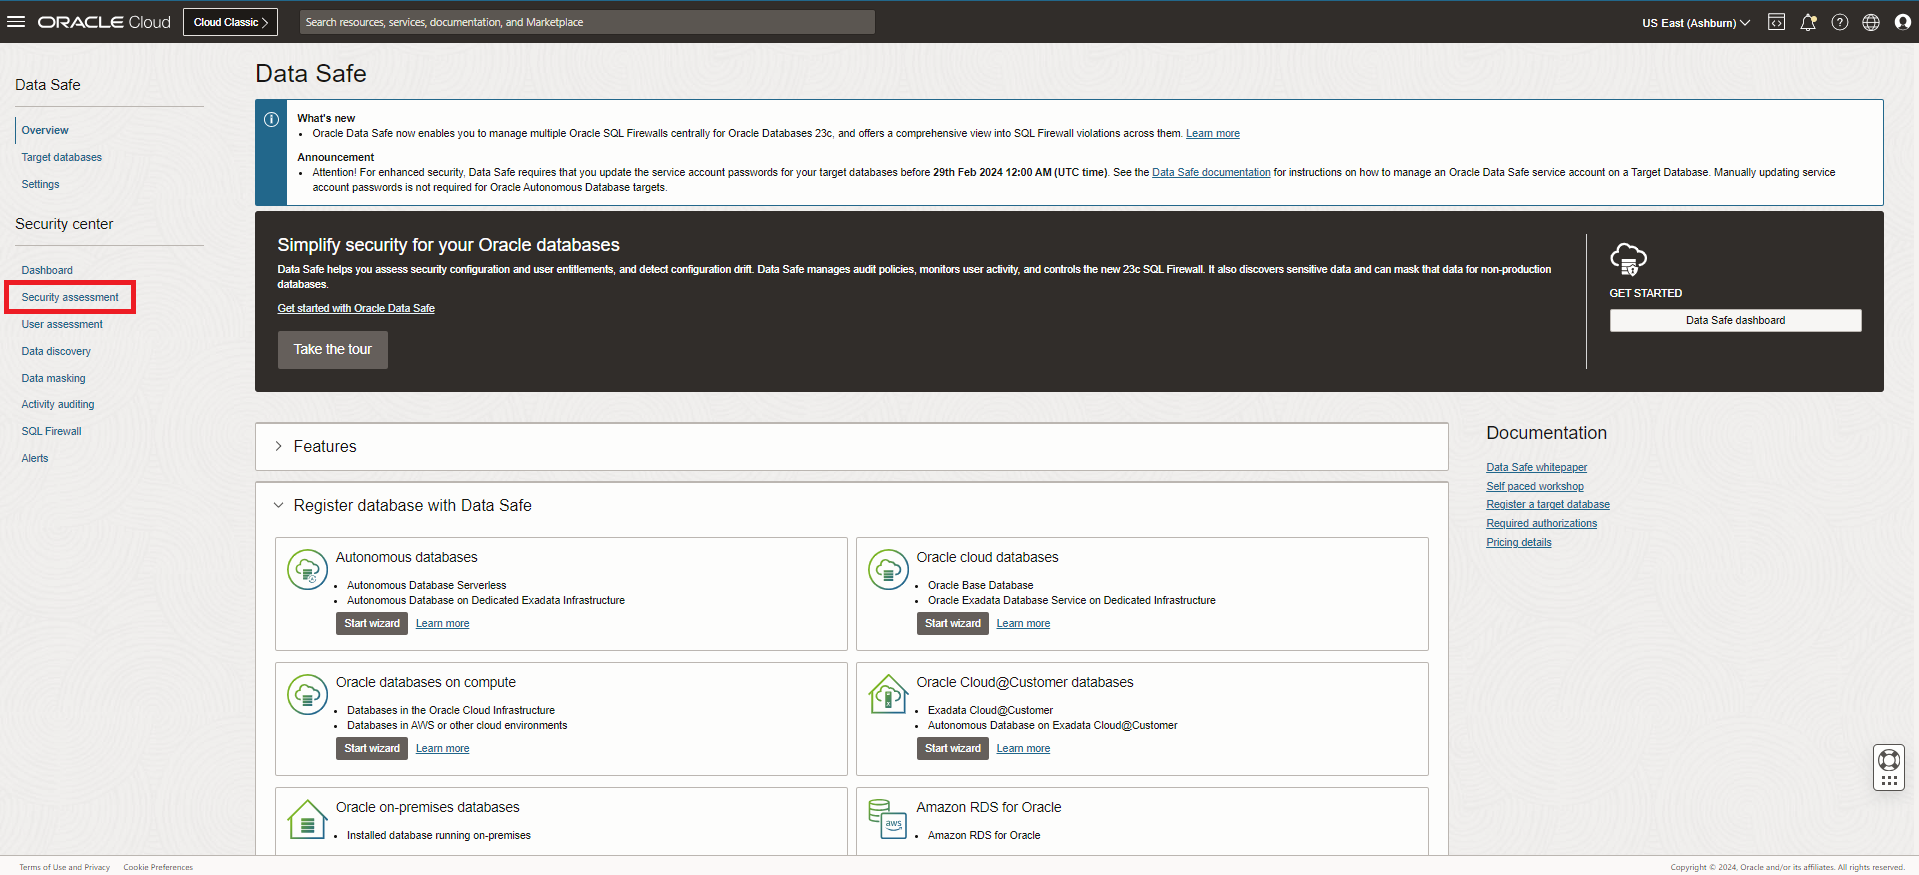 ORACLE Cloud
Cloud Classic
Search resources, services, documentation, and Marketplace
US East (Ashburn)
Data Safe
Overview
Target databases
Settings
Security center
Dashboard
Security assessment
User assessment
Data discovery
Data masking
Activity auditing
SQL Firewall
Alerts
Data Safe
What's new
• Oracle Data Safe now enables you to manage multiple Oracle SQL Firewalls centrally for Oracle Databases 23c, and offers a comprehensive view into SQL Firewall violations across them. Learn more
Announcement
• Attention! For enhanced security, Data Safe requires that you update the service account passwords for your target databases before 29th Feb 2024 12:00 AM (UTC time). See the Data Safe documentation for instructions on how to manage an Oracle Data Safe service account on a Target Database. Manually updating service
account passwords is not required for Oracle Autonomous Database targets.
Simplify security for your Oracle databases
Data Safe helps you assess security configuration and user entitlements, and detect configuration drift. Data Safe manages audit policies, monitors user activity, and controls the new 23c SQL Firewall. It also discovers sensitive data and can mask that data for non-production
databases.
Get started with Oracle Data Safe
Take the tour
GET STARTED
Data Safe dashboard
Features
Register database with Data Safe
Autonomous databases
• Autonomous Database Serverless
• Autonomous Database on Dedicated Exadata Infrastructure
Start wizard Learn more
Oracle cloud databases
• Oracle Base Database
• Oracle Exadata Database Service on Dedicated Infrastructure
Start wizard Learn more
Oracle databases on compute
• Databases in the Oracle Cloud Infrastructure
• Databases in AWS or other cloud environments
Start wizard Learn more
Oracle Cloud@Customer databases
• Exadata Cloud@Customer
• Autonomous Database on Exadata Cloud@Customer
Start wizard Learn more
Oracle on-premises databases
• Installed database running on-premises
aws
Amazon RDS for Oracle
• Amazon RDS for Oracle
Documentation
Data Safe whitepaper
Self paced workshop
Register a target database
Required authorizations
Pricing details
Terms of Use and Privacy Cookie Preferences
Copyright © 2024, Oracle and/or its affiliates. All rights reserved.